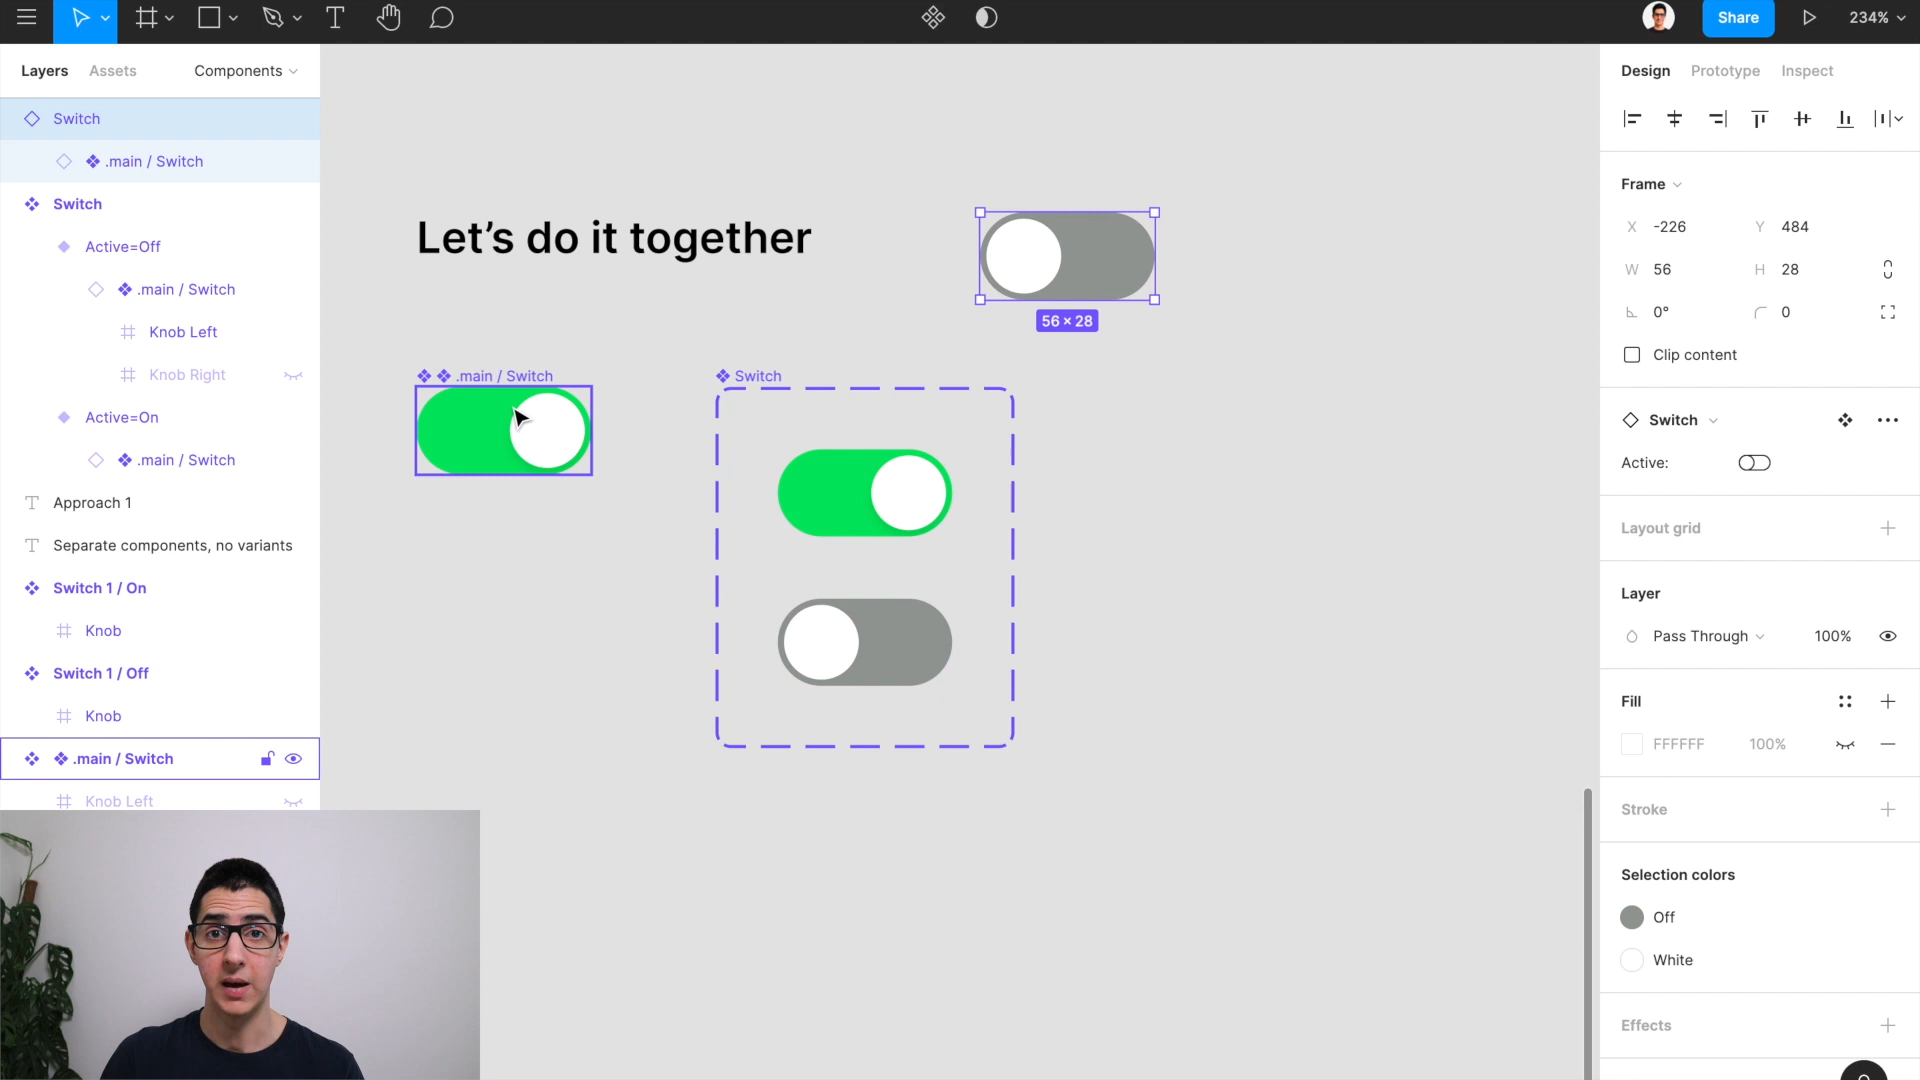 Share
234%
Layers
Assets
Components
Switch
.main / Switch
Switch
Active=Off
.main / Switch
Knob Left
Knob Right
Active=On
.main / Switch
Approach 1
Separate components, no variants
Switch 1 / On
Knob
Switch 1 / Off
Knob
.main / Switch
Knob Left
Let’s do it together
56 × 28
.main / Switch
Switch
Design
Prototype
Inspect
Frame
X -226
Y 484
W 56
H 28
0°
0
Clip content
Switch
Active:
Layout grid
Layer
Pass Through
100%
Fill
FFFFFF
100%
Stroke
Selection colors
Off
White
Effects